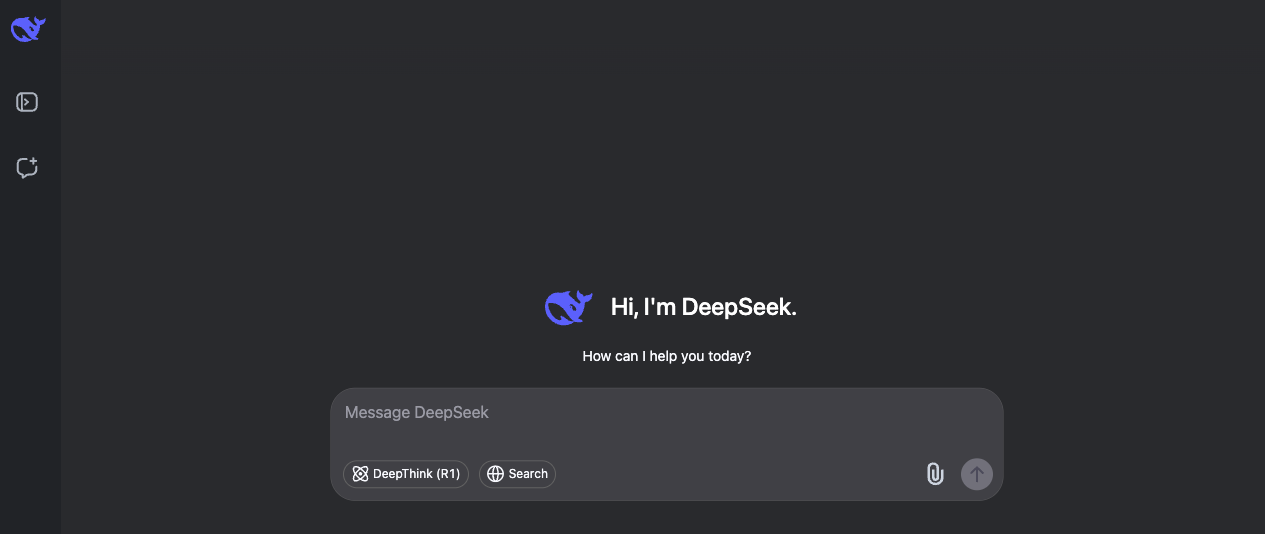 Hi, I'm DeepSeek.
How can I help you today?
Message DeepSeek
DeepThink (R1) Search